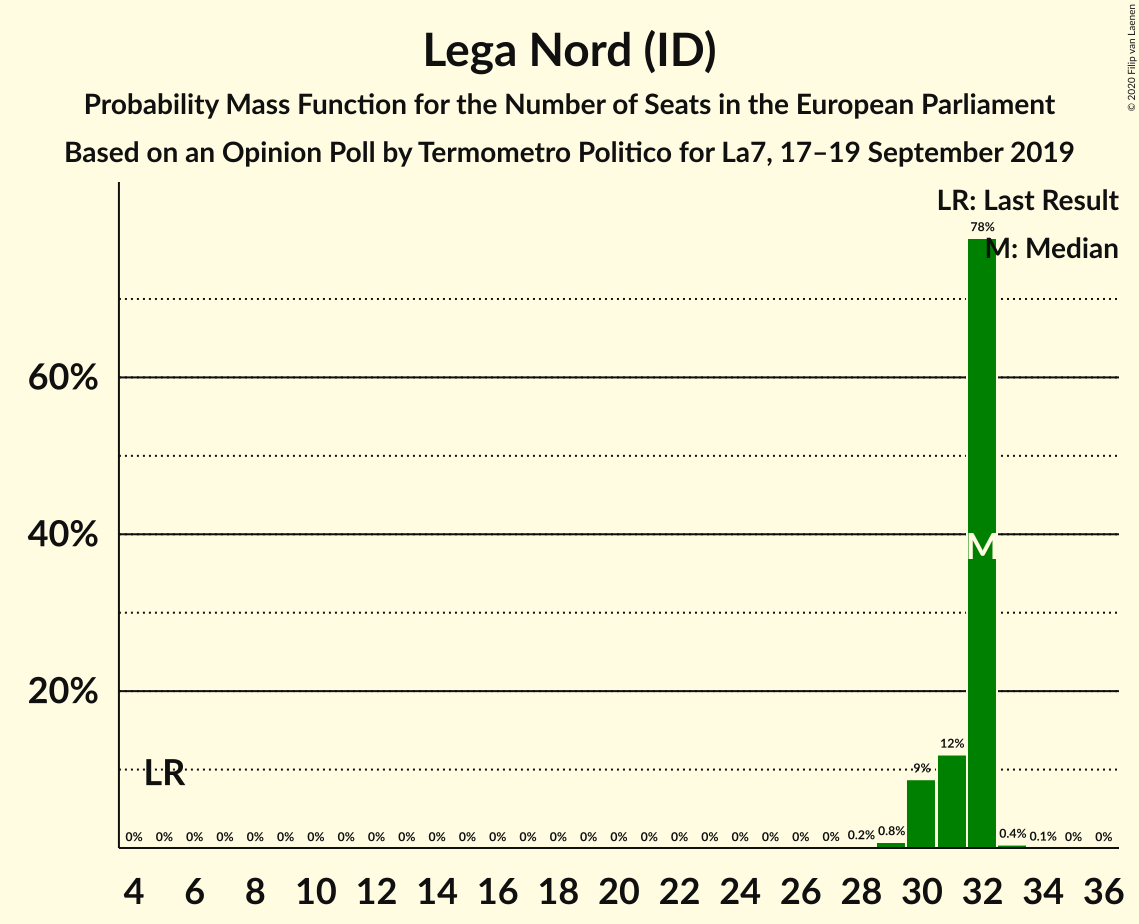 Lega Nord (ID)
Probability Mass Function for the Number of Seats in the European Parliament
Based on an Opinion Poll by Termometro Politico for La7, 17–19 September 2019
© 2020 Filip van Laenen
LR: Last Result
M: Median
78%
60%
40%
M
20%
12%
9%
LR
0% 0% 0% 0% 0% 0% 0% 0% 0% 0% 0% 0% 0% 0% 0% 0% 0% 0% 0% 0% 0% 0% 0% 0% 0.2% 0.8% 0.4% 0.1% 0% 0%
4 6 8 10 12 14 16 18 20 22 24 26 28 30 32 34 36